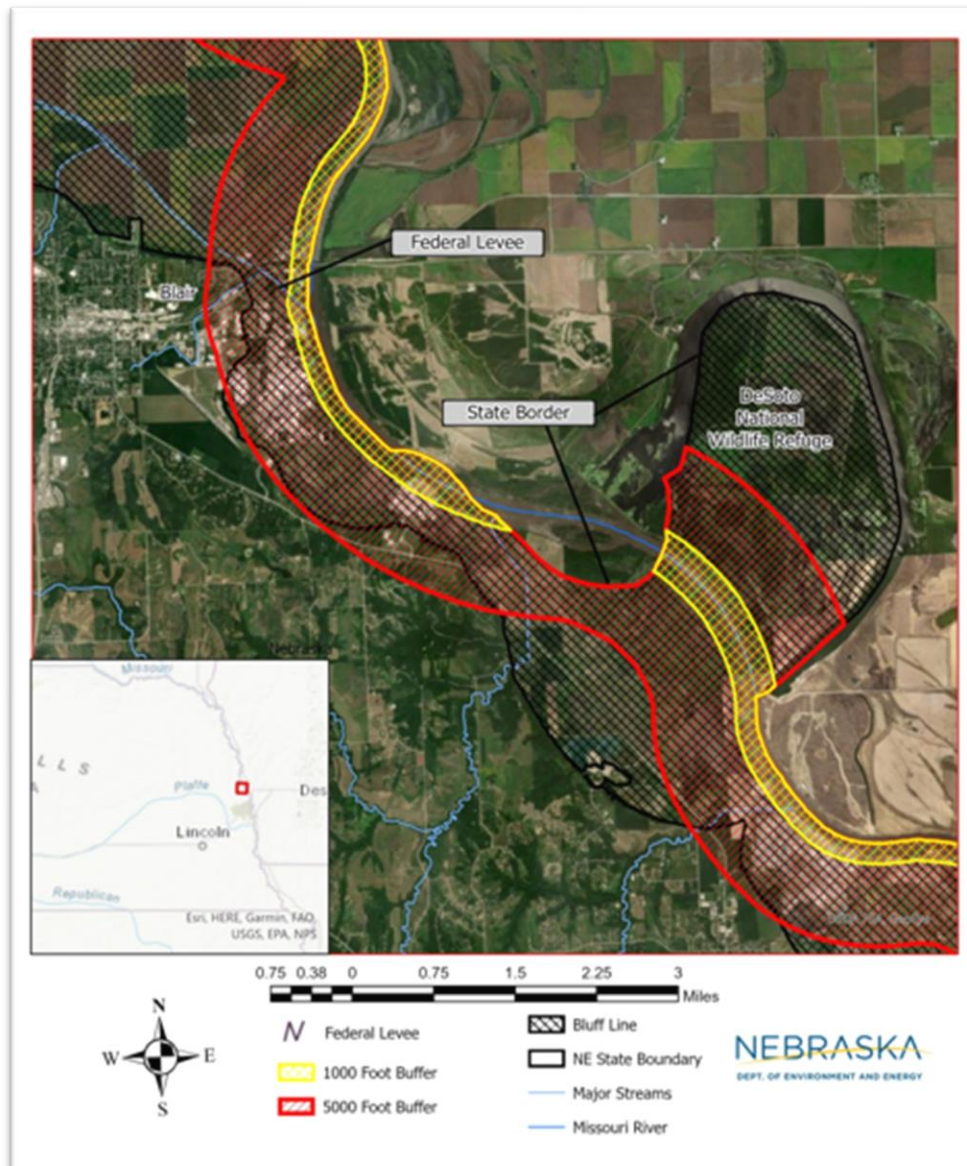 Federal Levee
Blair
State Border
DeSoto
National
Wildlife Refuge
Nebraska
Missouri
L L S
A
Platte
Des
Lincoln
Republican
Esri, HERE, Garmin, FAO,
USGS, EPA, NPS
0.75 0.38 0 0.75 1.5 2.25 3
Miles
N
W E
S
Federal Levee
1000 Foot Buffer
5000 Foot Buffer
Bluff Line
NE State Boundary
Major Streams
Missouri River
NEBRASKA
DEPT. OF ENVIRONMENT AND ENERGY